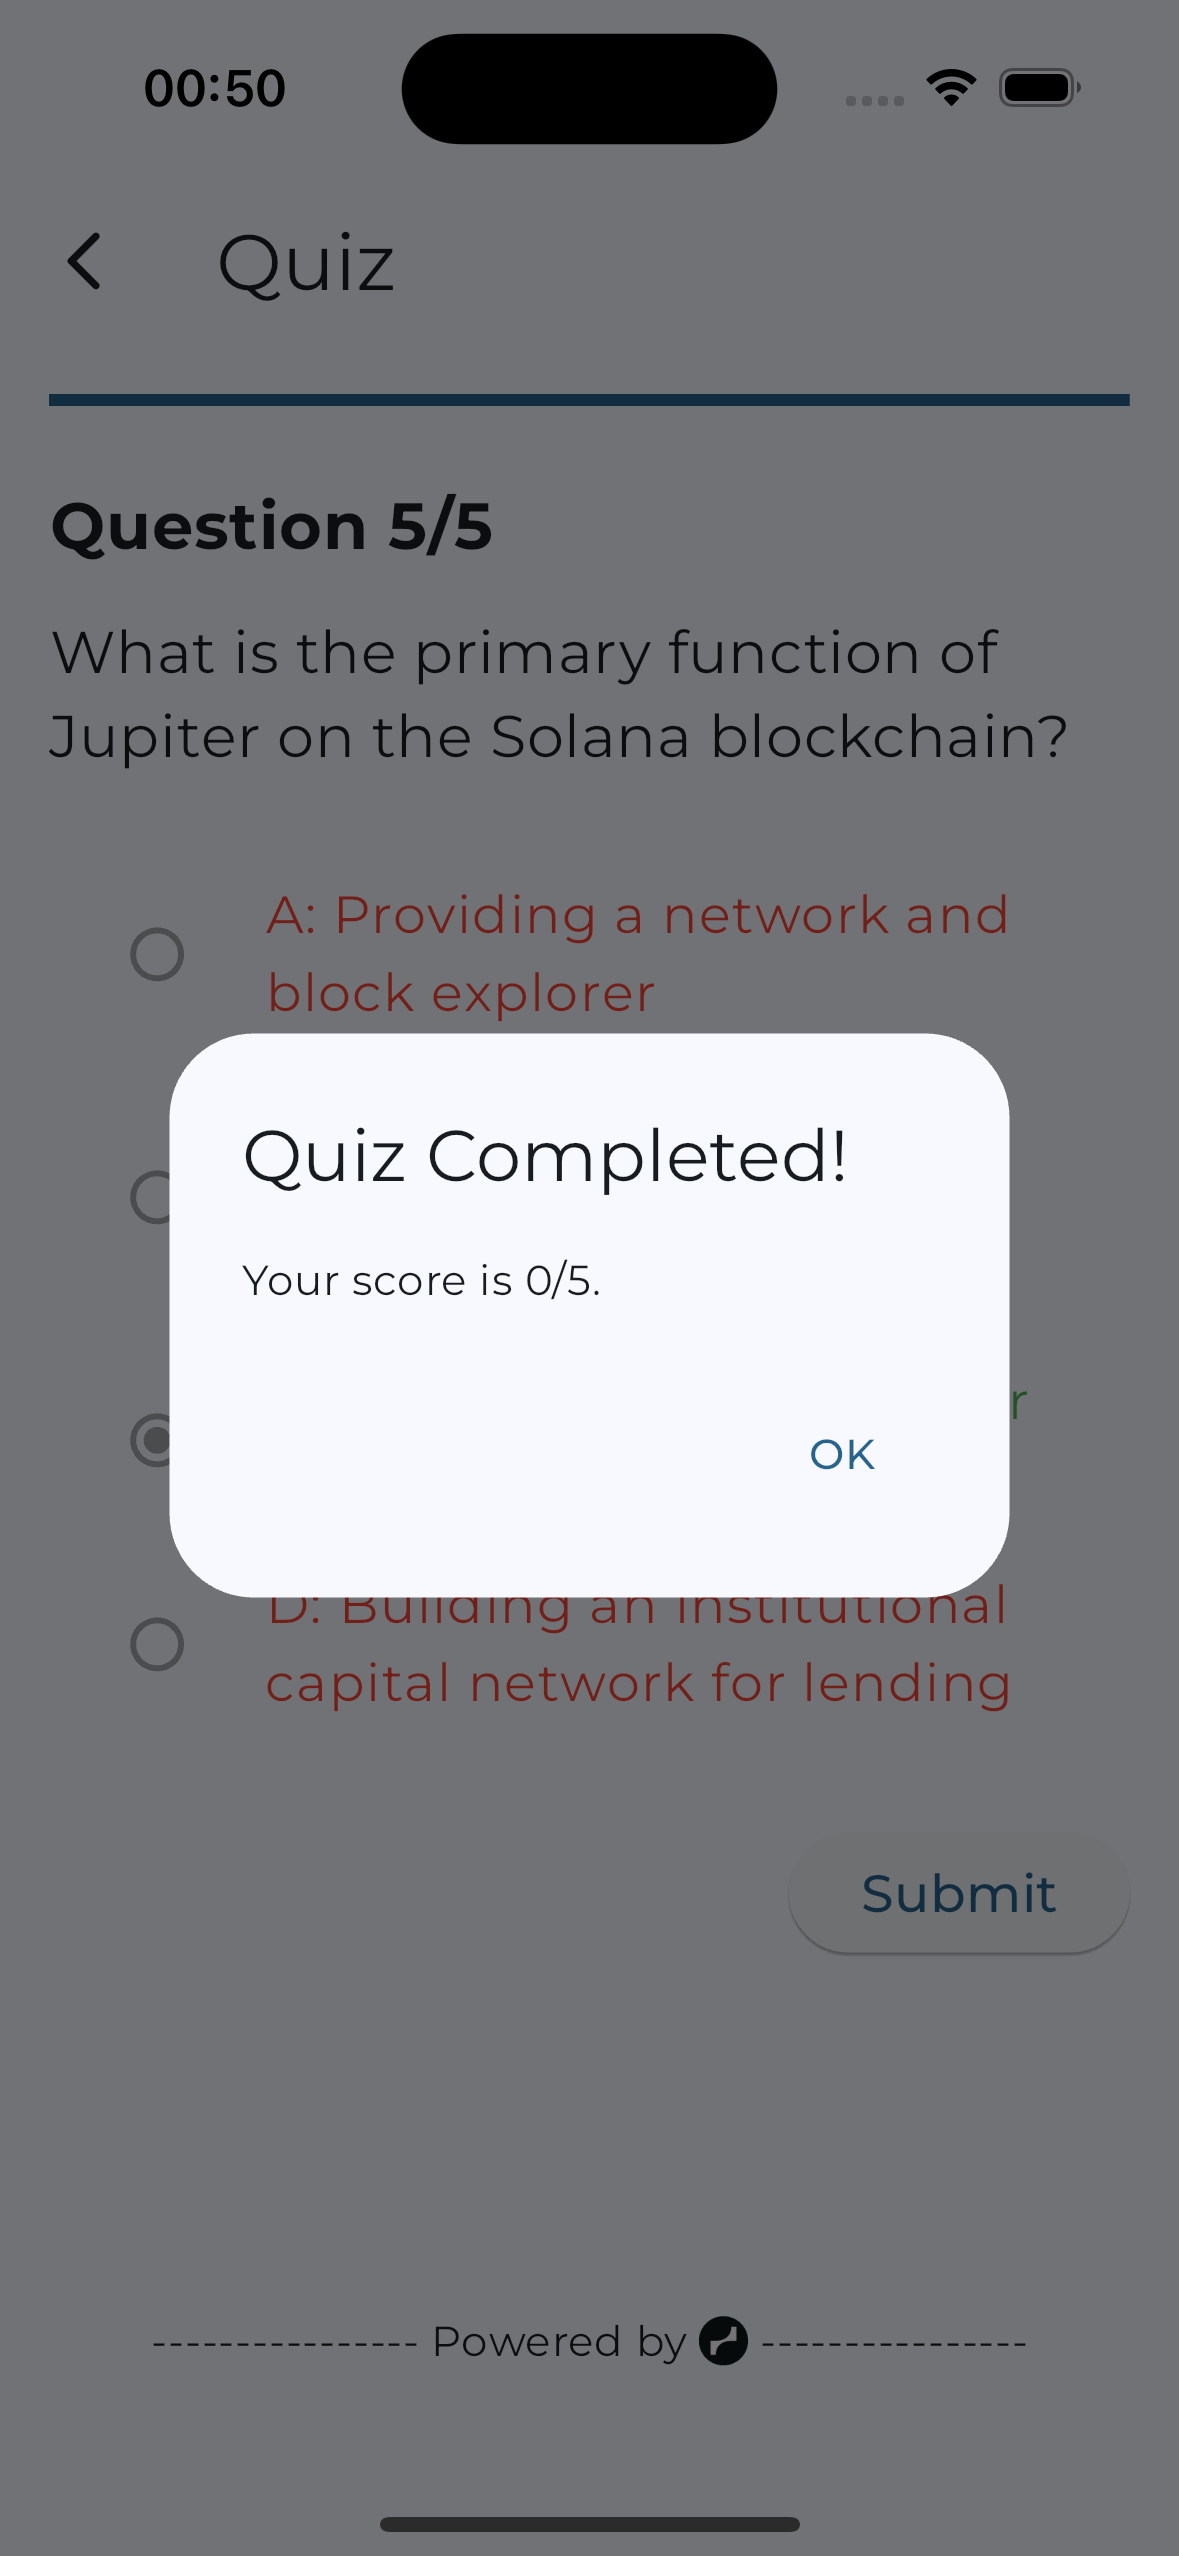 00:50
Quiz
Question 5/5
What is the primary function of
Jupiter on the Solana blockchain?
A: Providing a network and
block explorer
Quiz Completed!
Your score is 0/5.
OK
D: Building an institutional
capital network for lending
Submit
---------------- Powered by ----------------